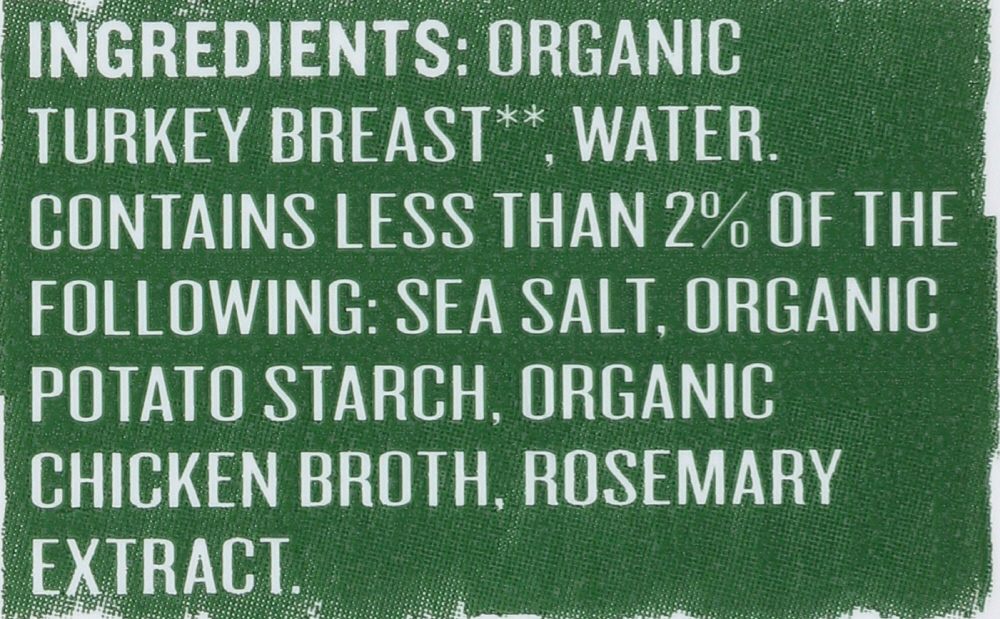 INGREDIENTS: ORGANIC
TURKEY BREAST**, WATER.
CONTAINS LESS THAN 2% OF THE
FOLLOWING: SEA SALT, ORGANIC
POTATO STARCH, ORGANIC
CHICKEN BROTH, ROSEMARY
EXTRACT.